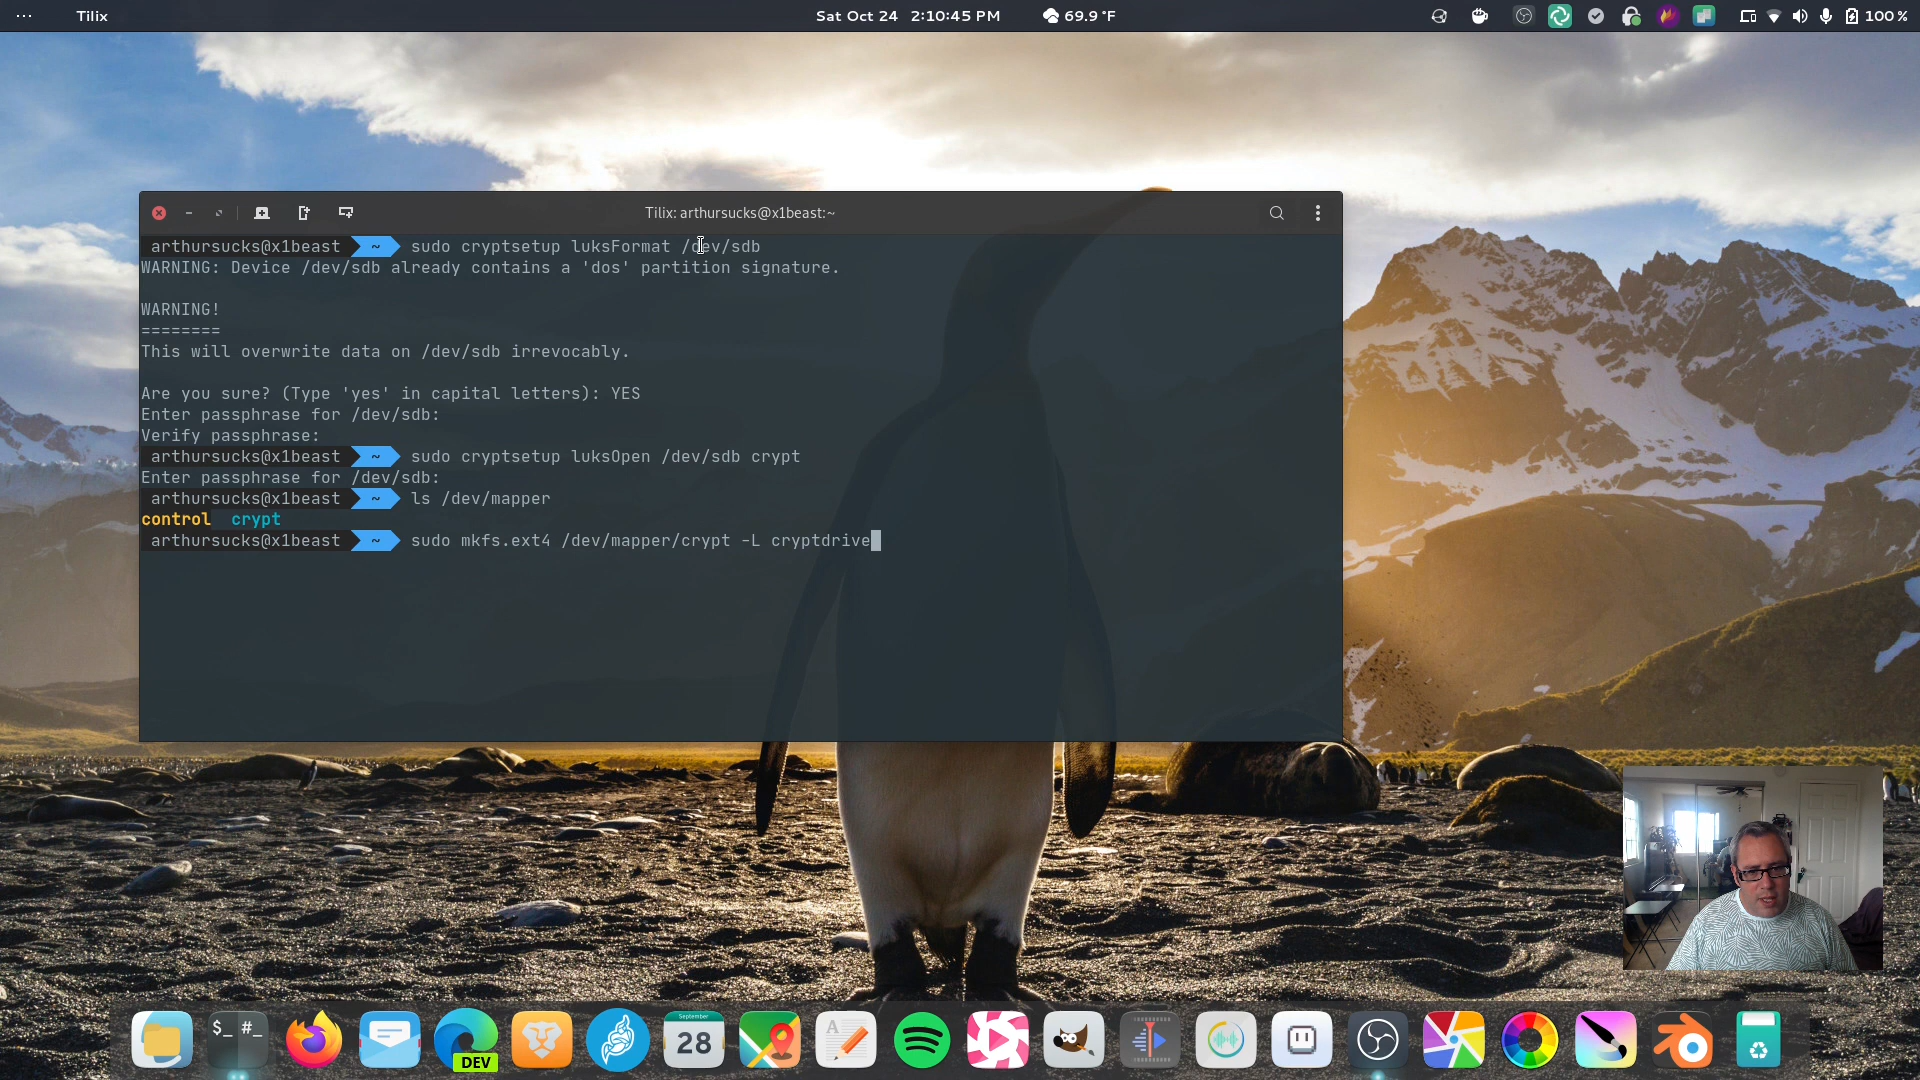 Tilix
Sat Oct 24 2:10:45 PM
69.9 °F
100 %
Tilix: arthursucks@x1beast:~
arthursucks@x1beast ~ sudo cryptsetup luksFormat /dev/sdb
WARNING: Device /dev/sdb already contains a 'dos' partition signature.
WARNING!
========
This will overwrite data on /dev/sdb irrevocably.
Are you sure? (Type 'yes' in capital letters): YES
Enter passphrase for /dev/sdb:
Verify passphrase:
arthursucks@x1beast ~ sudo cryptsetup luksOpen /dev/sdb crypt
Enter passphrase for /dev/sdb:
arthursucks@x1beast ~ ls /dev/mapper
control crypt
arthursucks@x1beast ~ sudo mkfs.ext4 /dev/mapper/crypt -L cryptdrive
$_ #_
DEV
September
28
A